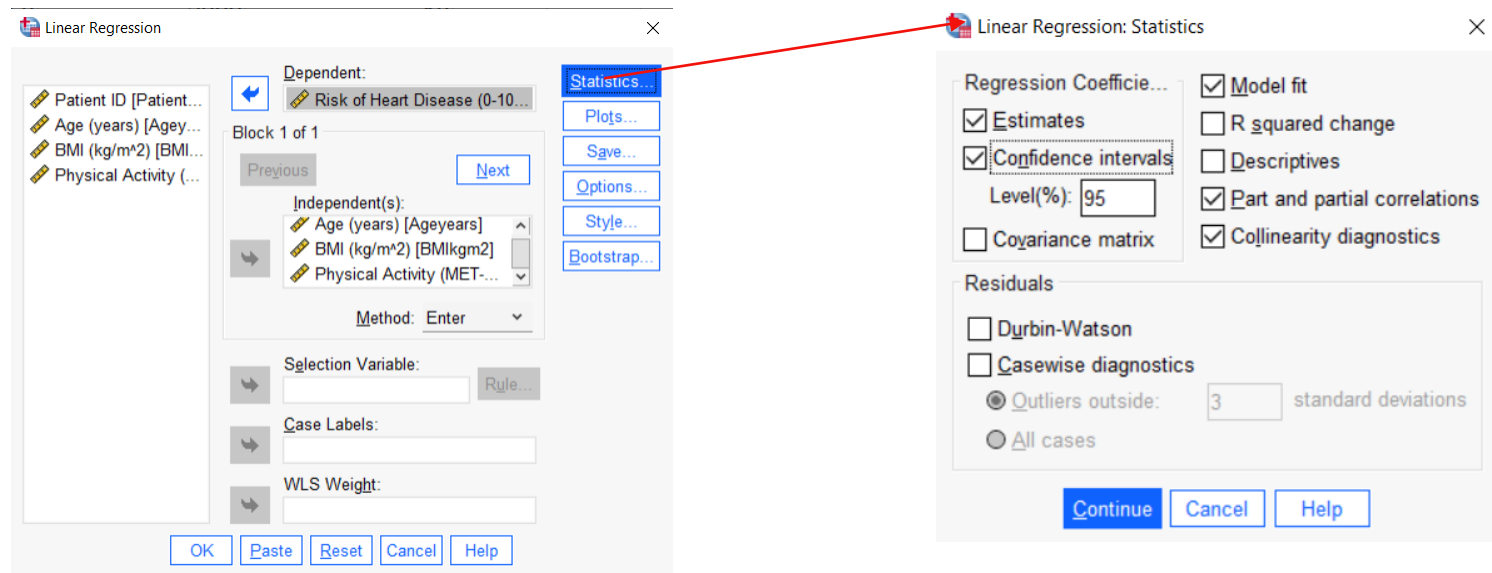 Linear Regression
Patient ID [Patient...
Age (years) [Agey...
BMI (kg/m^2) [BMI...
Physical Activity (...
Dependent:
Risk of Heart Disease (0-10...
Block 1 of 1
Previous
Next
Independent(s):
Age (years) [Ageyears]
BMI (kg/m^2) [BMIkgm2]
Physical Activity (MET-...
Method: Enter
Selection Variable:
Rule...
Case Labels:
WLS Weight:
Statistics...
Plots...
Save...
Options...
Style...
Bootstrap...
OK
Paste
Reset
Cancel
Help
Linear Regression: Statistics
Regression Coefficie...
Estimates
Confidence intervals
Level(%): 95
Covariance matrix
Model fit
R squared change
Descriptives
Part and partial correlations
Collinearity diagnostics
Residuals
Durbin-Watson
Casewise diagnostics
Outliers outside: 3 standard deviations
All cases
Continue
Cancel
Help